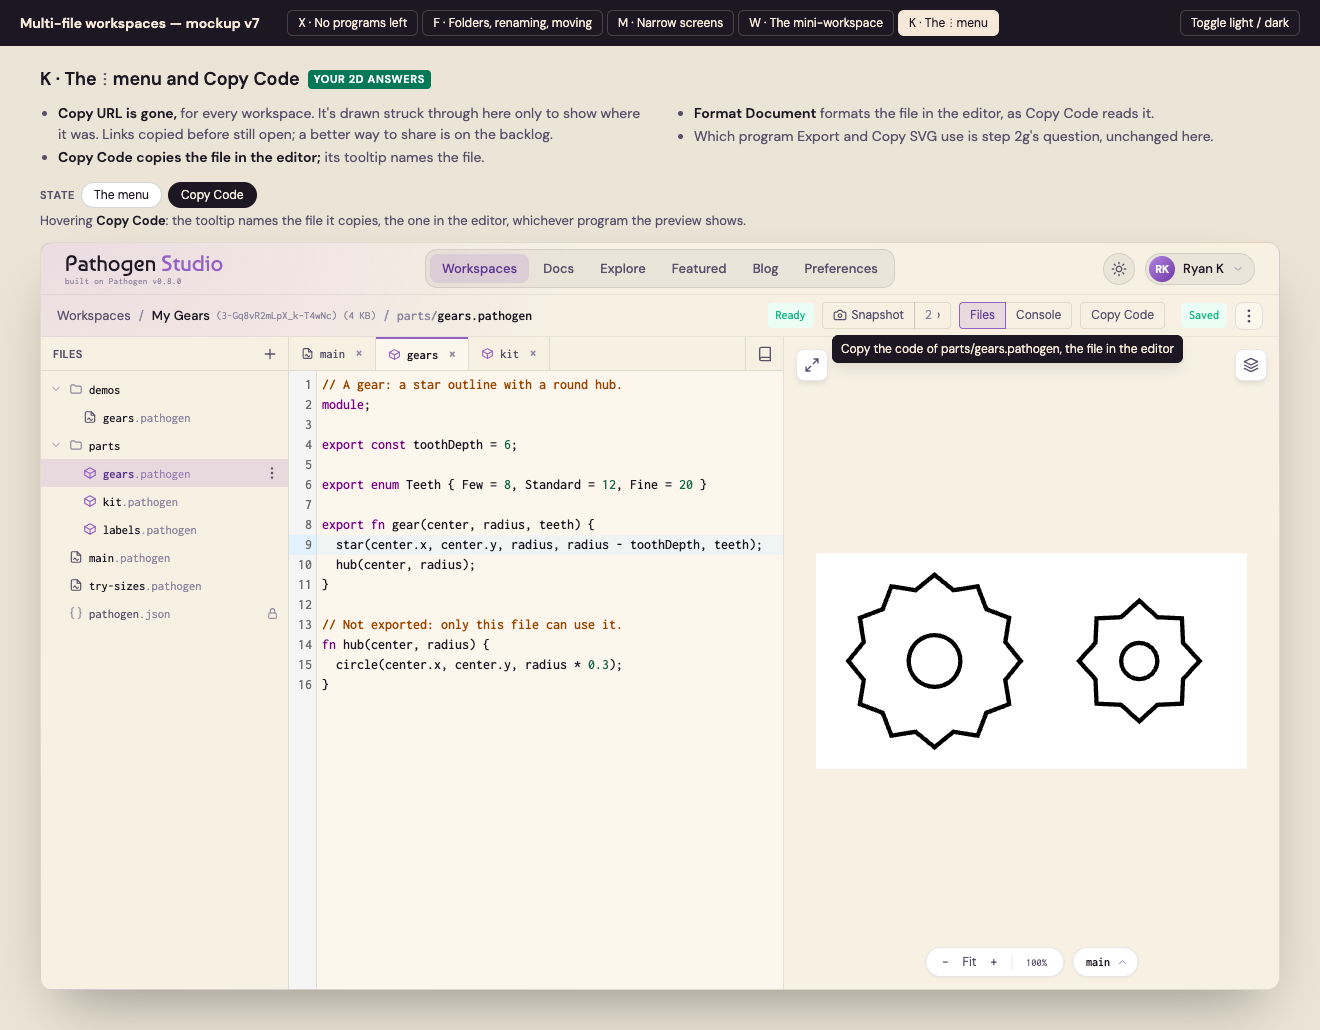 Multi-file workspaces — mockup v7
X · No programs left
F · Folders, renaming, moving
M · Narrow screens
W · The mini-workspace
K · The ⋮ menu
Toggle light / dark
K · The ⋮ menu and Copy Code
YOUR 2D ANSWERS
• Copy URL is gone, for every workspace. It's drawn struck through here only to show where
it was. Links copied before still open; a better way to share is on the backlog.
• Copy Code copies the file in the editor; its tooltip names the file.
• Format Document formats the file in the editor, as Copy Code reads it.
• Which program Export and Copy SVG use is step 2g's question, unchanged here.
STATE
The menu
Copy Code
Hovering Copy Code: the tooltip names the file it copies, the one in the editor, whichever program the preview shows.
Pathogen Studio
built on Pathogen v0.8.0
Workspaces
Docs
Explore
Featured
Blog
Preferences
RK
Ryan K
Workspaces / My Gears (3-Gq8vR2mLpX_k-T4wNc) (4 KB) / parts/gears.pathogen
Ready
Snapshot
2 ›
Files
Console
Copy Code
Saved
Copy the code of parts/gears.pathogen, the file in the editor
FILES +
demos
gears.pathogen
parts
gears.pathogen
kit.pathogen
labels.pathogen
main.pathogen
try-sizes.pathogen
{} pathogen.json
main ×
gears ×
kit ×
1 // A gear: a star outline with a round hub.
2 module;
3
4 export const toothDepth = 6;
5
6 export enum Teeth { Few = 8, Standard = 12, Fine = 20 }
7
8 export fn gear(center, radius, teeth) {
9 star(center.x, center.y, radius, radius - toothDepth, teeth);
10 hub(center, radius);
11 }
12
13 // Not exported: only this file can use it.
14 fn hub(center, radius) {
15 circle(center.x, center.y, radius * 0.3);
16 }
− Fit + 100%
main